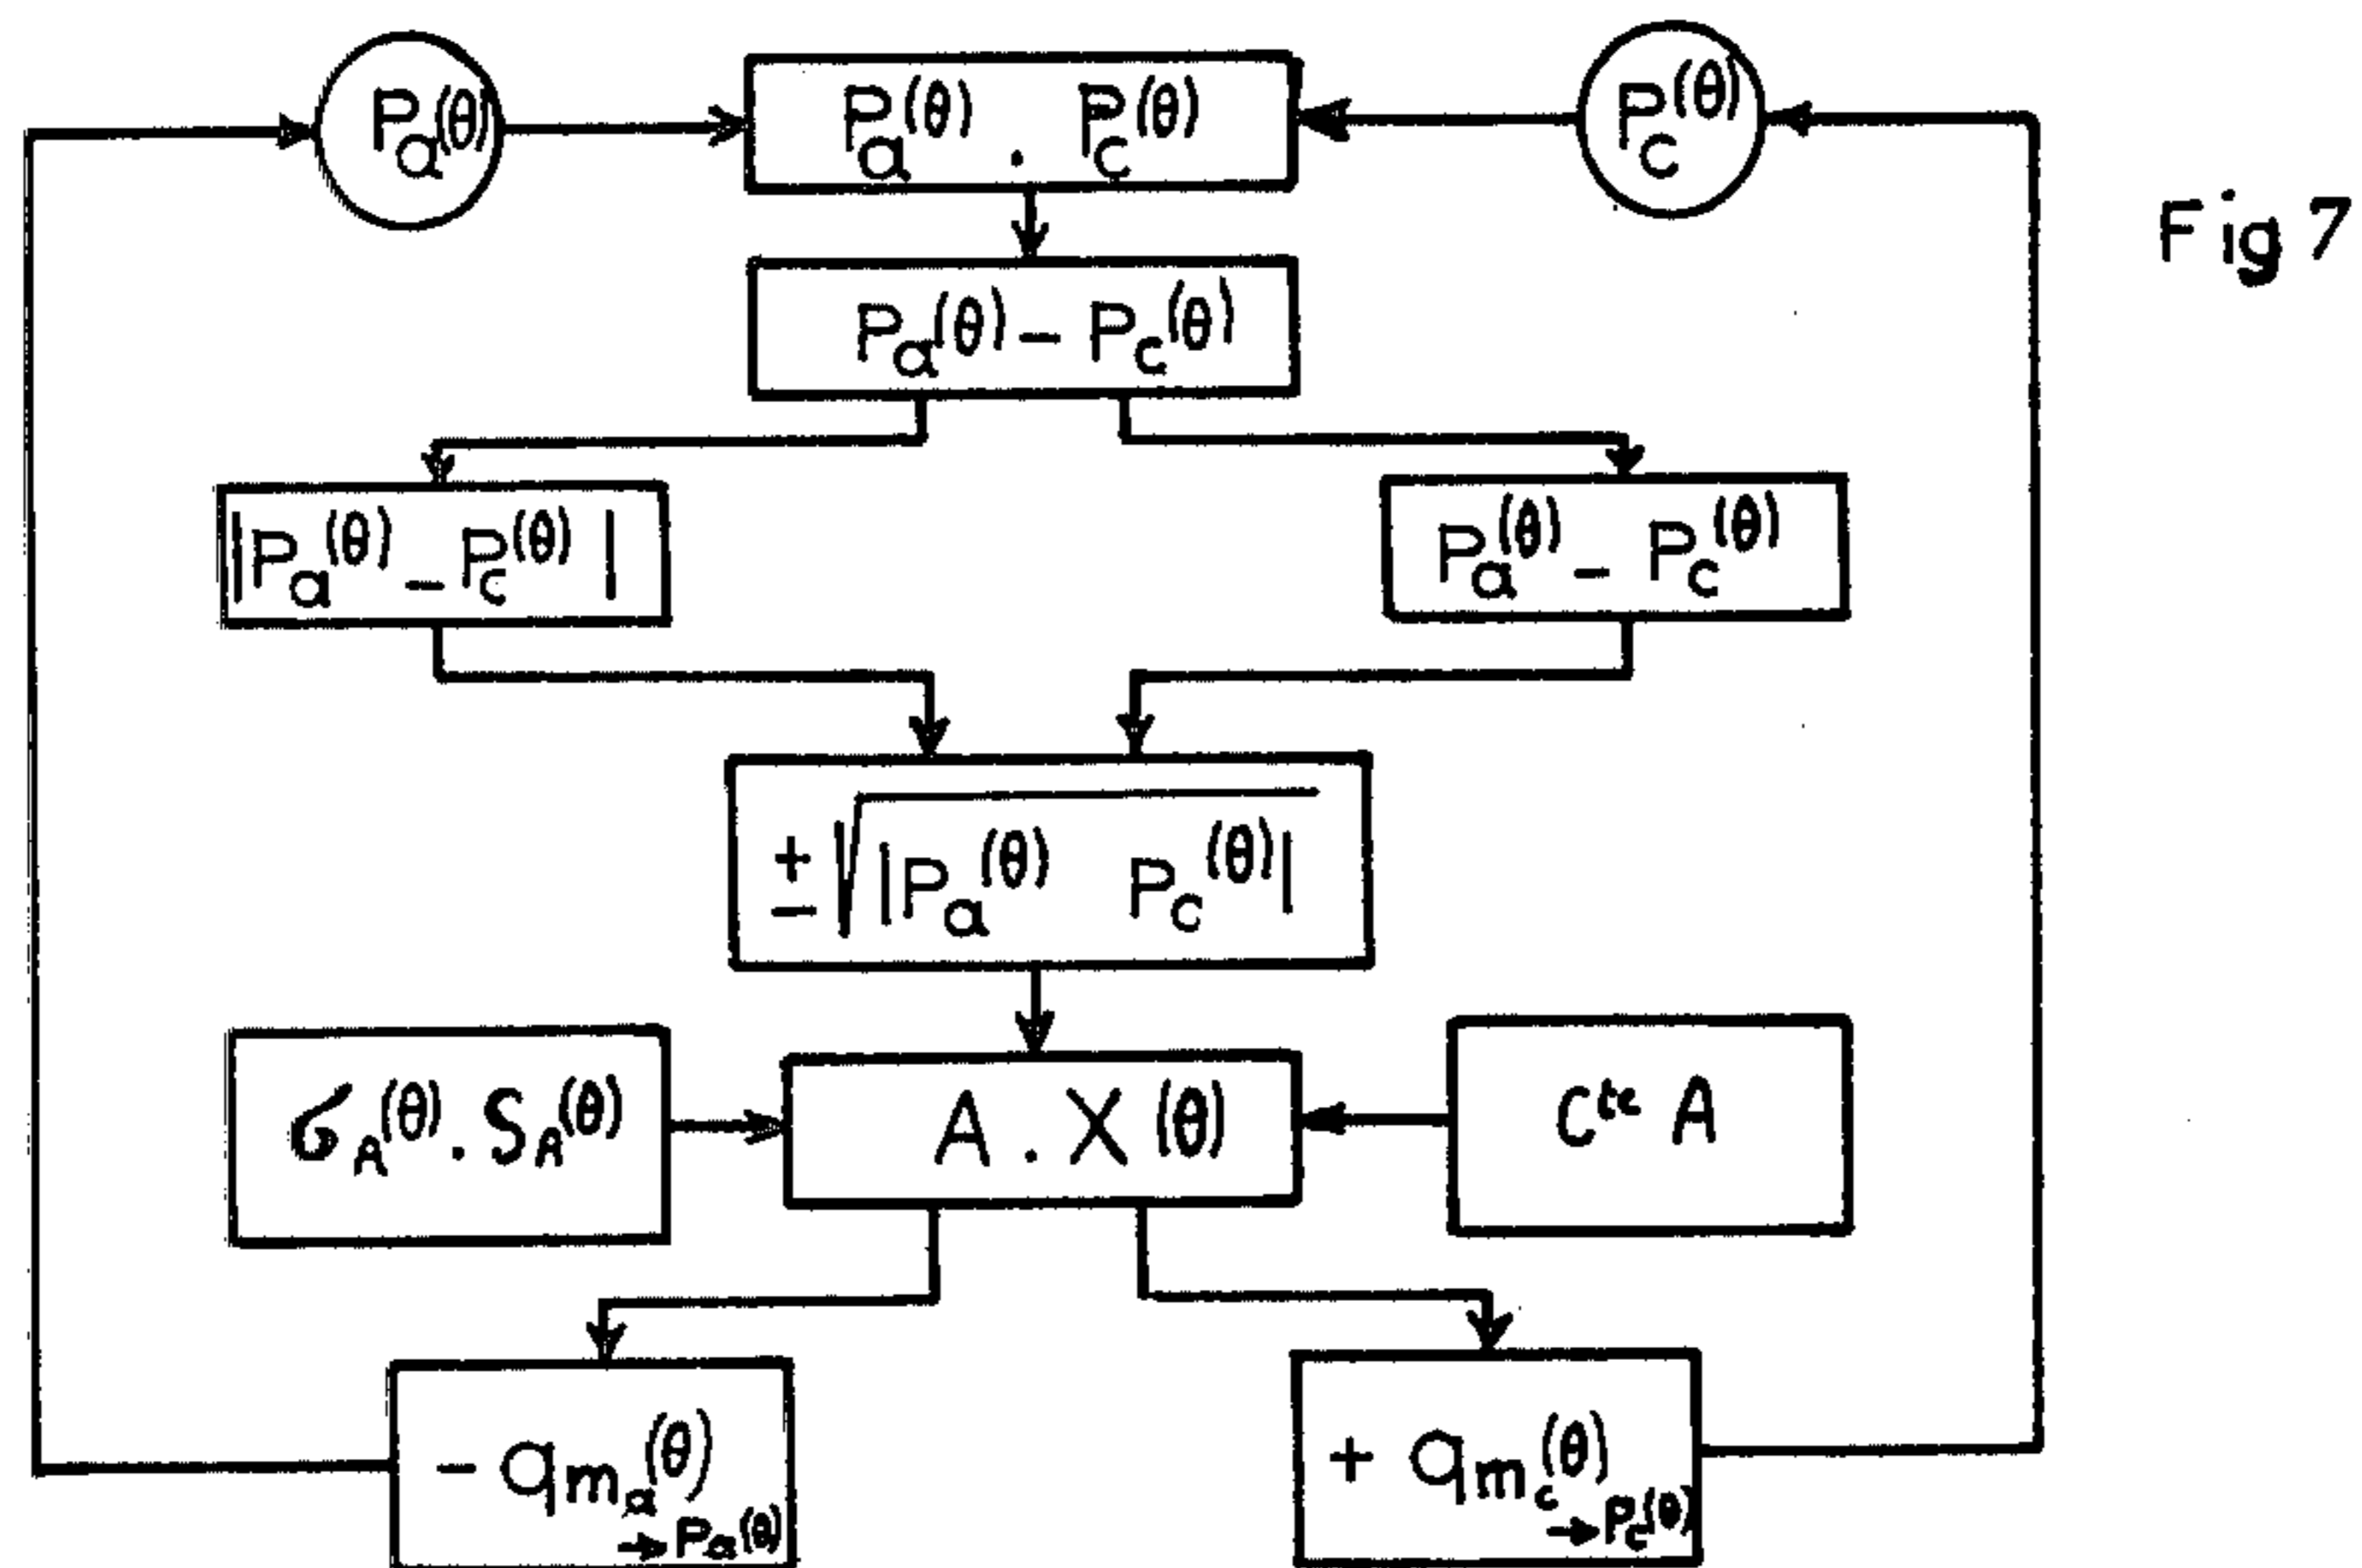 Pa(θ)
Pa(θ) . Pc(θ)
Pc(θ)
Fig 7
Pa(θ) - Pc(θ)
|Pa(θ) - Pc(θ)|
Pa(θ) - Pc(θ)
±√|Pa(θ) Pc(θ)|
σA(θ) . SA(θ)
A . X(θ)
Cte A
- qma(θ)
→ Pa(θ)
+ qmc(θ)
→ Pc(θ)